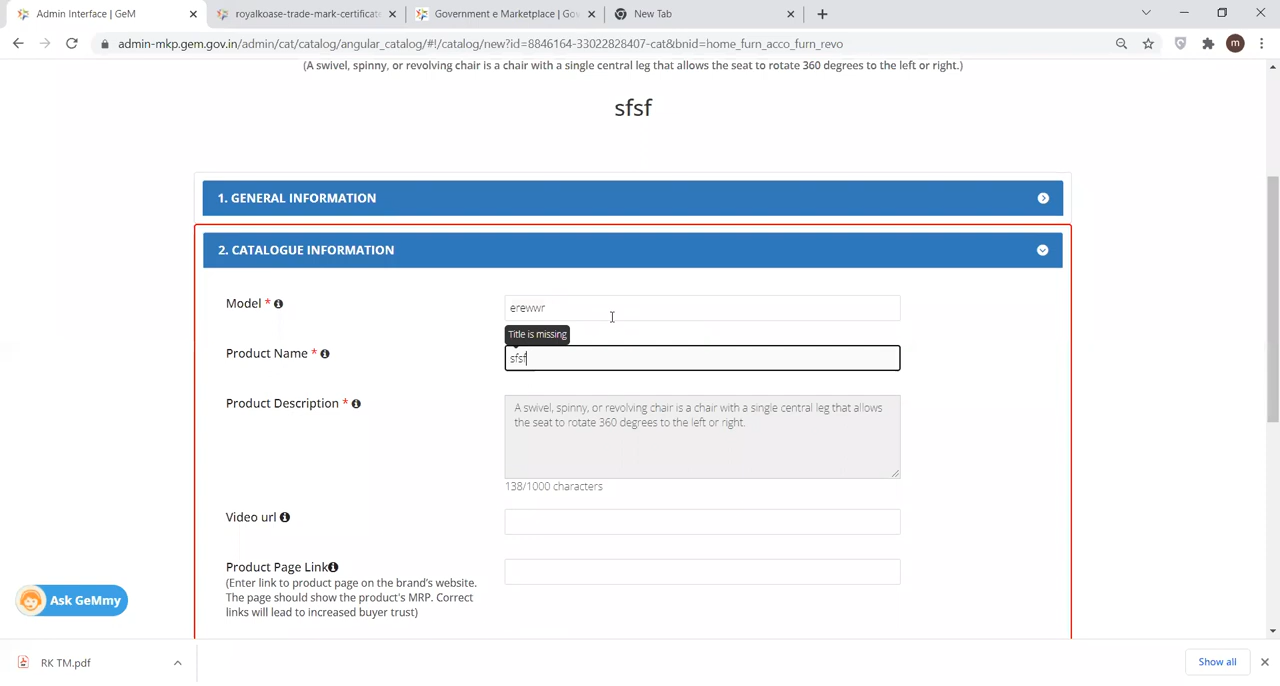 Admin Interface | GeM
royalkoase-trade-mark-certificate
Government e Marketplace | Gov
New Tab
admin-mkp.gem.gov.in/admin/cat/catalog/angular_catalog/#!/catalog/new?id=8846164-33022828407-cat&bnid=home_furn_acco_furn_revo
m
(A swivel, spinny, or revolving chair is a chair with a single central leg that allows the seat to rotate 360 degrees to the left or right.)
sfsf
1. GENERAL INFORMATION
2. CATALOGUE INFORMATION
Model *
erewwr
Title is missing
Product Name *
sfsf
Product Description *
A swivel, spinny, or revolving chair is a chair with a single central leg that allows
the seat to rotate 360 degrees to the left or right.
138/1000 characters
Video url
Product Page Link
(Enter link to product page on the brand's website.
The page should show the product's MRP. Correct
links will lead to increased buyer trust)
Ask GeMmy
RK TM.pdf
Show all